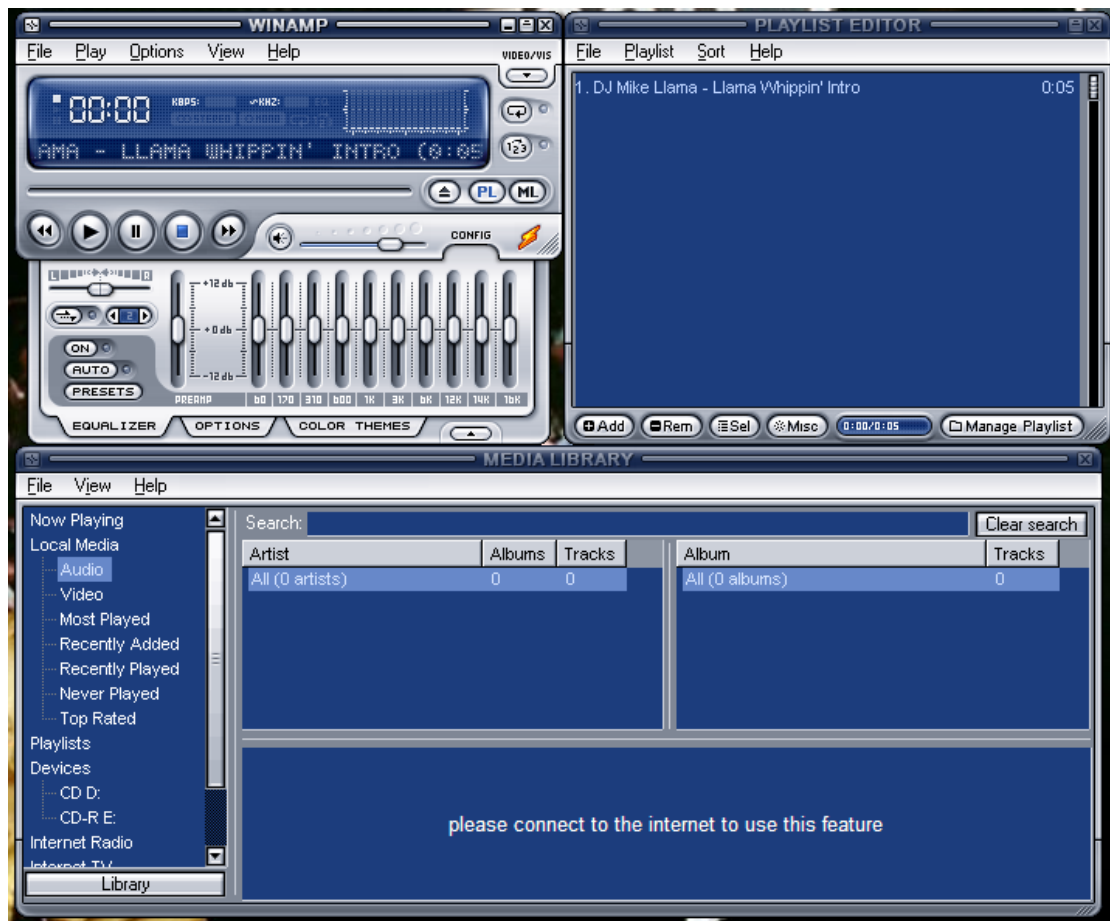 WINAMP
File Play Options View Help
VIDEO/VIS
00:00
KBPS: KHZ: EQ
AMA - LLAMA WHIPPIN' INTRO (0:05
123
PL ML
CONFIG
L R
+12 db
2
+0 db
ON
AUTO
-12 db
PRESETS
PREAMP 60 170 310 600 1K 3K 6K 12K 14K 16K
EQUALIZER OPTIONS COLOR THEMES
PLAYLIST EDITOR
File Playlist Sort Help
1. DJ Mike Llama - Llama Whippin' Intro 0:05
Add Rem Sel Misc 0:00/0:05 Manage Playlist
MEDIA LIBRARY
File View Help
Now Playing
Local Media
Audio
Video
Most Played
Recently Added
Recently Played
Never Played
Top Rated
Playlists
Devices
CD D:
CD-R E:
Internet Radio
Internet TV
Library
Search: Clear search
Artist Albums Tracks
All (0 artists) 0 0
Album Tracks
All (0 albums) 0
please connect to the internet to use this feature